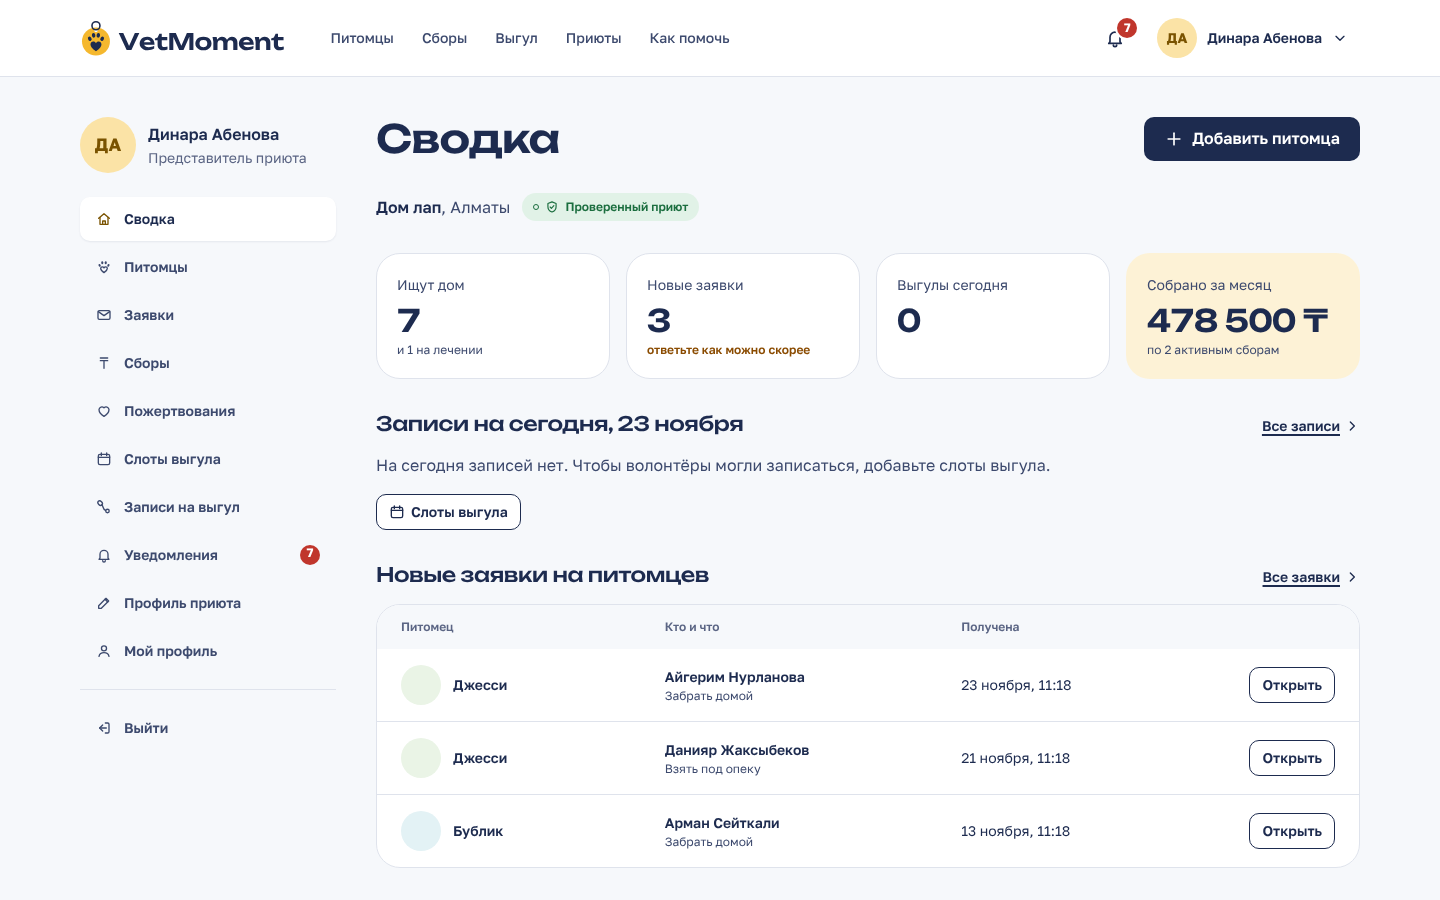 VetMoment
Питомцы
Сборы
Выгул
Приюты
Как помочь
7
ДА
Динара Абенова
ДА
Динара Абенова
Представитель приюта
Сводка
Питомцы
Заявки
Сборы
Пожертвования
Слоты выгула
Записи на выгул
Уведомления
7
Профиль приюта
Мой профиль
Выйти
Сводка
Добавить питомца
Дом лап, Алматы
Проверенный приют
Ищут дом
7
и 1 на лечении
Новые заявки
3
ответьте как можно скорее
Выгулы сегодня
0
Собрано за месяц
478 500 ₸
по 2 активным сборам
Записи на сегодня, 23 ноября
Все записи
На сегодня записей нет. Чтобы волонтёры могли записаться, добавьте слоты выгула.
Слоты выгула
Новые заявки на питомцев
Все заявки
Питомец
Кто и что
Получена
Джесси
Айгерим Нурланова
Забрать домой
23 ноября, 11:18
Открыть
Джесси
Данияр Жаксыбеков
Взять под опеку
21 ноября, 11:18
Открыть
Бублик
Арман Сейткали
Забрать домой
13 ноября, 11:18
Открыть